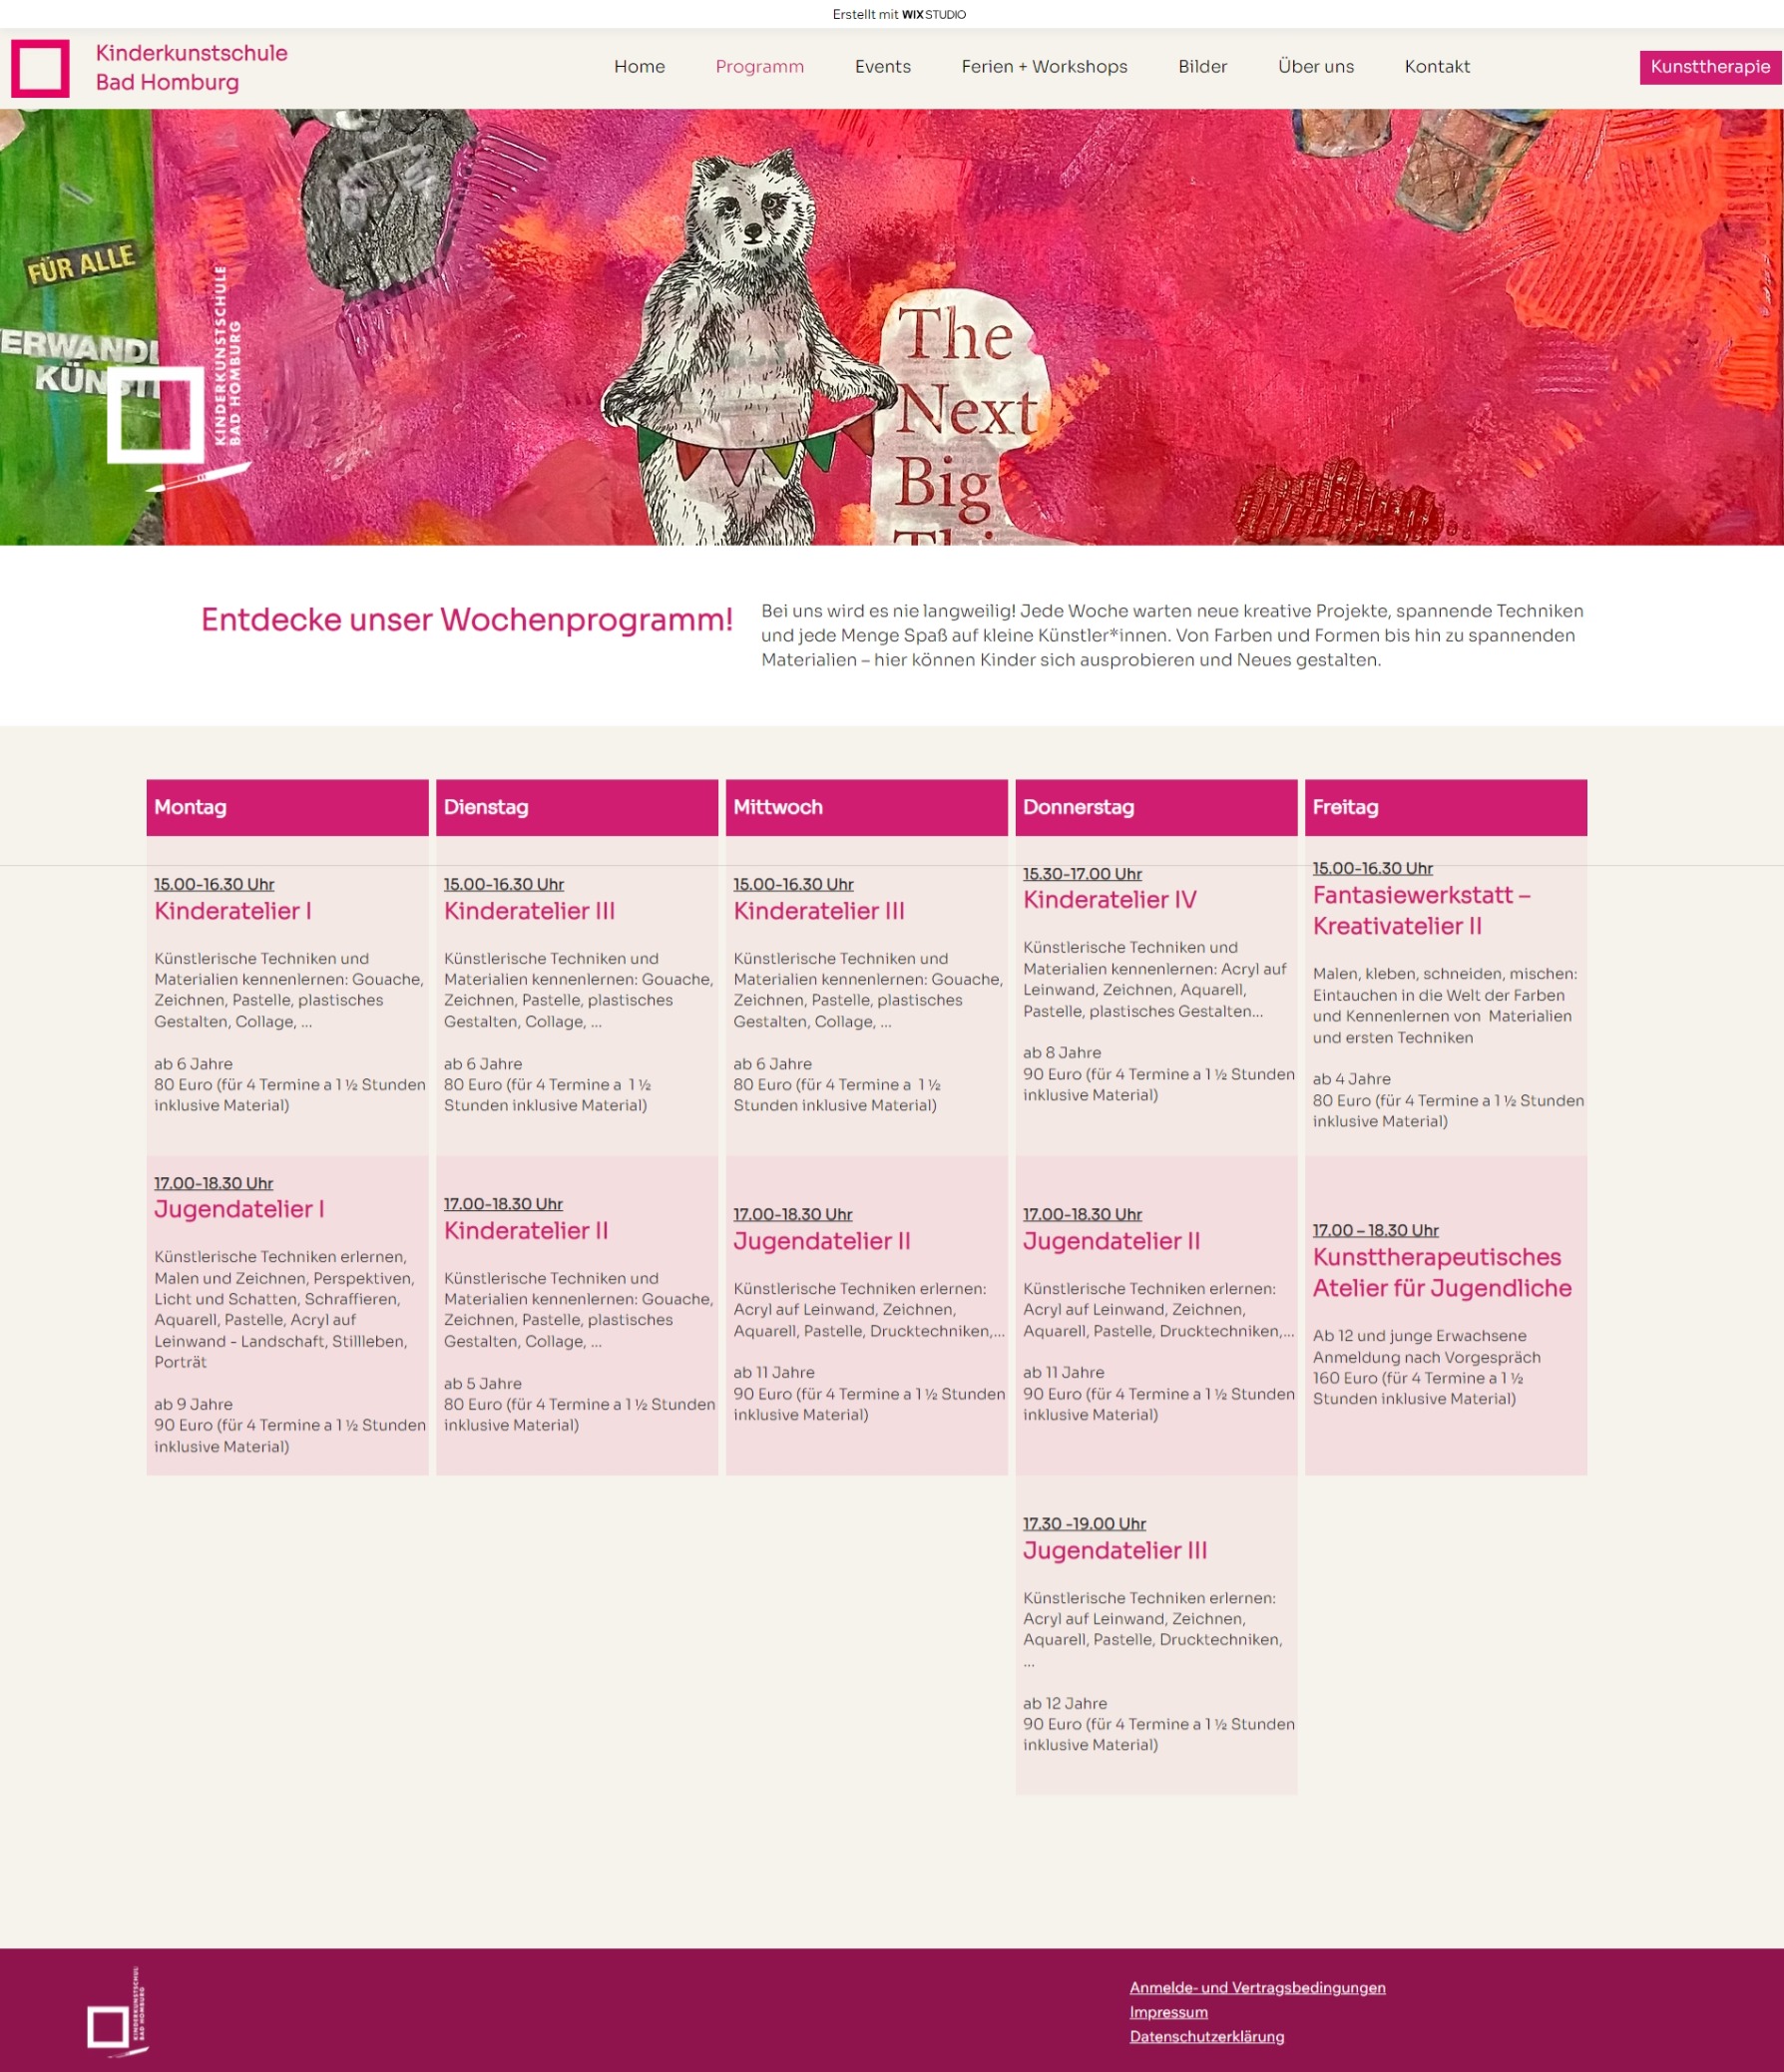 Erstellt mit WIX STUDIO
Kinderkunstschule
Bad Homburg
Home
Programm
Events
Ferien + Workshops
Bilder
Über uns
Kontakt
Kunsttherapie
FÜR ALLE
KINDERKUNSTSCHULE
BAD HOMBURG
The
Next
Big
Entdecke unser Wochenprogramm!
Bei uns wird es nie langweilig! Jede Woche warten neue kreative Projekte, spannende Techniken
und jede Menge Spaß auf kleine Künstler*innen. Von Farben und Formen bis hin zu spannenden
Materialien – hier können Kinder sich ausprobieren und Neues gestalten.
Montag
15.00-16.30 Uhr
Kinderatelier I
Künstlerische Techniken und
Materialien kennenlernen: Gouache,
Zeichnen, Pastelle, plastisches
Gestalten, Collage, ...
ab 6 Jahre
80 Euro (für 4 Termine a 1 ½ Stunden
inklusive Material)
17.00-18.30 Uhr
Jugendatelier I
Künstlerische Techniken erlernen,
Malen und Zeichnen, Perspektiven,
Licht und Schatten, Schraffieren,
Aquarell, Pastelle, Acryl auf
Leinwand - Landschaft, Stillleben,
Porträt
ab 9 Jahre
90 Euro (für 4 Termine a 1 ½ Stunden
inklusive Material)
Dienstag
15.00-16.30 Uhr
Kinderatelier III
Künstlerische Techniken und
Materialien kennenlernen: Gouache,
Zeichnen, Pastelle, plastisches
Gestalten, Collage, ...
ab 6 Jahre
80 Euro (für 4 Termine a  1 ½
Stunden inklusive Material)
17.00-18.30 Uhr
Kinderatelier II
Künstlerische Techniken und
Materialien kennenlernen: Gouache,
Zeichnen, Pastelle, plastisches
Gestalten, Collage, ...
ab 5 Jahre
80 Euro (für 4 Termine a 1 ½ Stunden
inklusive Material)
Mittwoch
15.00-16.30 Uhr
Kinderatelier III
Künstlerische Techniken und
Materialien kennenlernen: Gouache,
Zeichnen, Pastelle, plastisches
Gestalten, Collage, ...
ab 6 Jahre
80 Euro (für 4 Termine a  1 ½
Stunden inklusive Material)
17.00-18.30 Uhr
Jugendatelier II
Künstlerische Techniken erlernen:
Acryl auf Leinwand, Zeichnen,
Aquarell, Pastelle, Drucktechniken,...
ab 11 Jahre
90 Euro (für 4 Termine a 1 ½ Stunden
inklusive Material)
Donnerstag
15.30-17.00 Uhr
Kinderatelier IV
Künstlerische Techniken und
Materialien kennenlernen: Acryl auf
Leinwand, Zeichnen, Aquarell,
Pastelle, plastisches Gestalten...
ab 8 Jahre
90 Euro (für 4 Termine a 1 ½ Stunden
inklusive Material)
17.00-18.30 Uhr
Jugendatelier II
Künstlerische Techniken erlernen:
Acryl auf Leinwand, Zeichnen,
Aquarell, Pastelle, Drucktechniken,...
ab 11 Jahre
90 Euro (für 4 Termine a 1 ½ Stunden
inklusive Material)
17.30 -19.00 Uhr
Jugendatelier III
Künstlerische Techniken erlernen:
Acryl auf Leinwand, Zeichnen,
Aquarell, Pastelle, Drucktechniken,
...
ab 12 Jahre
90 Euro (für 4 Termine a 1 ½ Stunden
inklusive Material)
Freitag
15.00-16.30 Uhr
Fantasiewerkstatt –
Kreativatelier II
Malen, kleben, schneiden, mischen:
Eintauchen in die Welt der Farben
und Kennenlernen von  Materialien
und ersten Techniken
ab 4 Jahre
80 Euro (für 4 Termine a 1 ½ Stunden
inklusive Material)
17.00 – 18.30 Uhr
Kunsttherapeutisches
Atelier für Jugendliche
Ab 12 und junge Erwachsene
Anmeldung nach Vorgespräch
160 Euro (für 4 Termine a 1 ½
Stunden inklusive Material)
KINDERKUNSTSCHULE
BAD HOMBURG
Anmelde- und Vertragsbedingungen
Impressum
Datenschutzerklärung